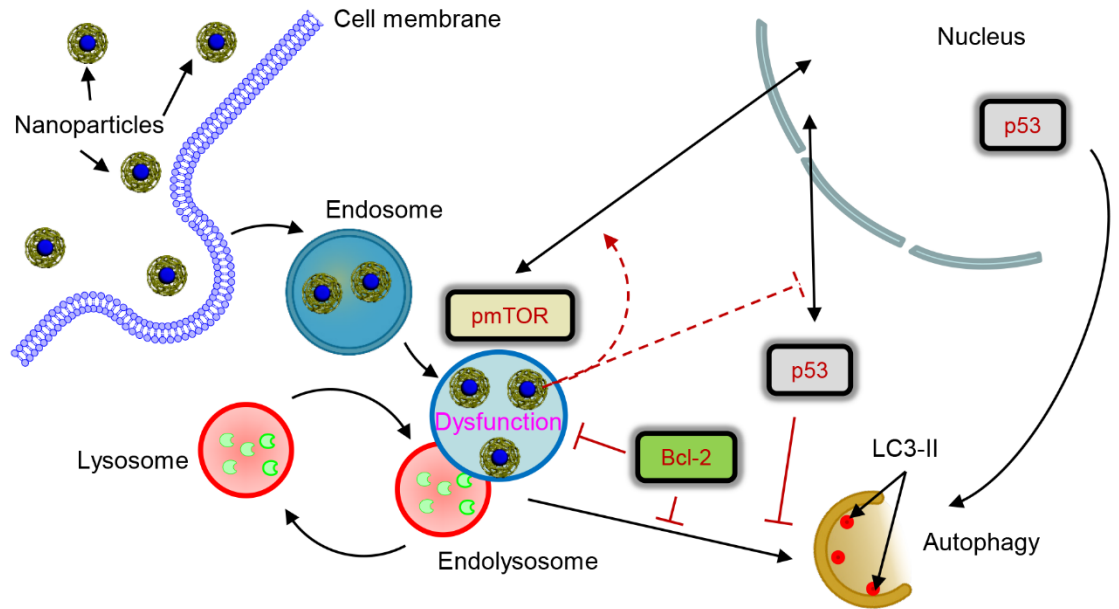 Cell membrane
Nucleus
Nanoparticles
p53
Endosome
pmTOR
p53
Dysfunction
Lysosome
Bcl-2
LC3-II
Endolysosome
Autophagy